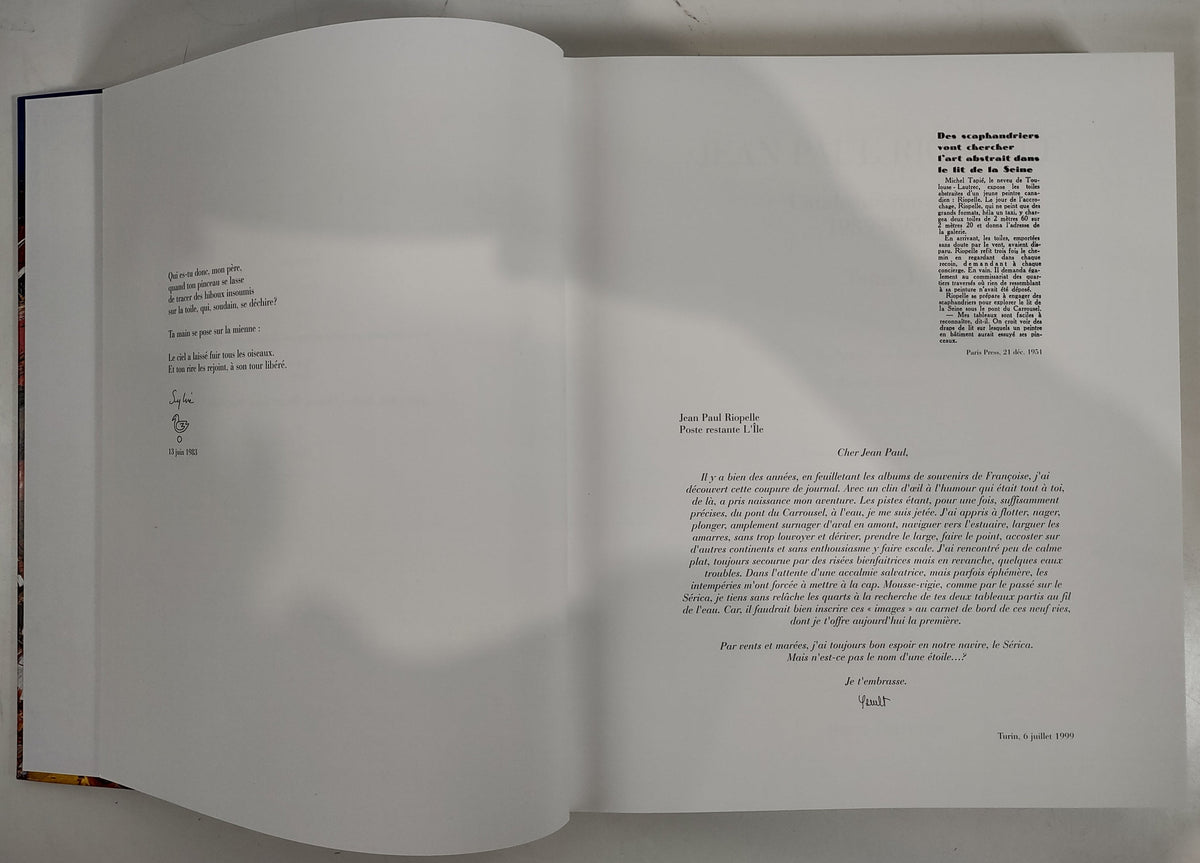 Qui es-tu donc, mon père,
quand ton pinceau se lasse
de tracer des hiboux insoumis
sur la toile, qui, soudain, se déchire?
Ta main se pose sur la mienne :
Le ciel a laissé fuir tous les oiseaux.
Et ton rire les rejoint, à son tour libéré.
Sylvie
13 juin 1983
Des scaphandriers
vont chercher
l'art abstrait dans
le lit de la Seine
Michel Tapié, le neveu de Tou-
louse-Lautrec, expose les toiles
abstraites d'un jeune peintre cana-
dien : Riopelle. Le jour de l'accro-
chage, Riopelle, qui ne peint que des
grands formats, héla un taxi, y char-
gea deux toiles de 2 mètres 60 sur
2 mètres 20 et donna l'adresse de
la galerie.
En arrivant, les toiles, emportées
sans doute par le vent, avaient dis-
paru. Riopelle refit trois fois le che-
min en regardant dans chaque
recoin, demandant à chaque
concierge. En vain. Il demanda éga-
lement au commissariat des quar-
tiers traversés où rien de ressemblant
à sa peinture n'avait été déposé.
Riopelle se prépare à engager des
scaphandriers pour explorer le lit de
la Seine sous le pont du Carrousel.
— Mes tableaux sont faciles à
reconnaître, dit-il. On croit voir des
draps de lit sur lesquels un peintre
en bâtiment aurait essuyé ses pin-
ceaux.
Paris Press, 21 déc. 1951
Jean Paul Riopelle
Poste restante L'Île
Cher Jean Paul,
Il y a bien des années, en feuilletant les albums de souvenirs de Françoise, j'ai
découvert cette coupure de journal. Avec un clin d'œil à l'humour qui était tout à toi,
de là, a pris naissance mon aventure. Les pistes étant, pour une fois, suffisamment
précises, du pont du Carrousel, à l'eau, je me suis jetée. J'ai appris à flotter, nager,
plonger, amplement surnager d'aval en amont, naviguer vers l'estuaire, larguer les
amarres, sans trop louvoyer et dériver, prendre le large, faire le point, accoster sur
d'autres continents et sans enthousiasme y faire escale. J'ai rencontré peu de calme
plat, toujours secourue par des risées bienfaitrices mais en revanche, quelques eaux
troubles. Dans l'attente d'une accalmie salvatrice, mais parfois éphémère, les
intempéries m'ont forcée à mettre à la cap. Mousse-vigie, comme par le passé sur le
Sérica, je tiens sans relâche les quarts à la recherche de tes deux tableaux partis au fil
de l'eau. Car, il faudrait bien inscrire ces « images » au carnet de bord de ces neuf vies,
dont je t'offre aujourd'hui la première.
Par vents et marées, j'ai toujours bon espoir en notre navire, le Sérica.
Mais n'est-ce pas le nom d'une étoile...?
Je t'embrasse.
Yseult
Turin, 6 juillet 1999